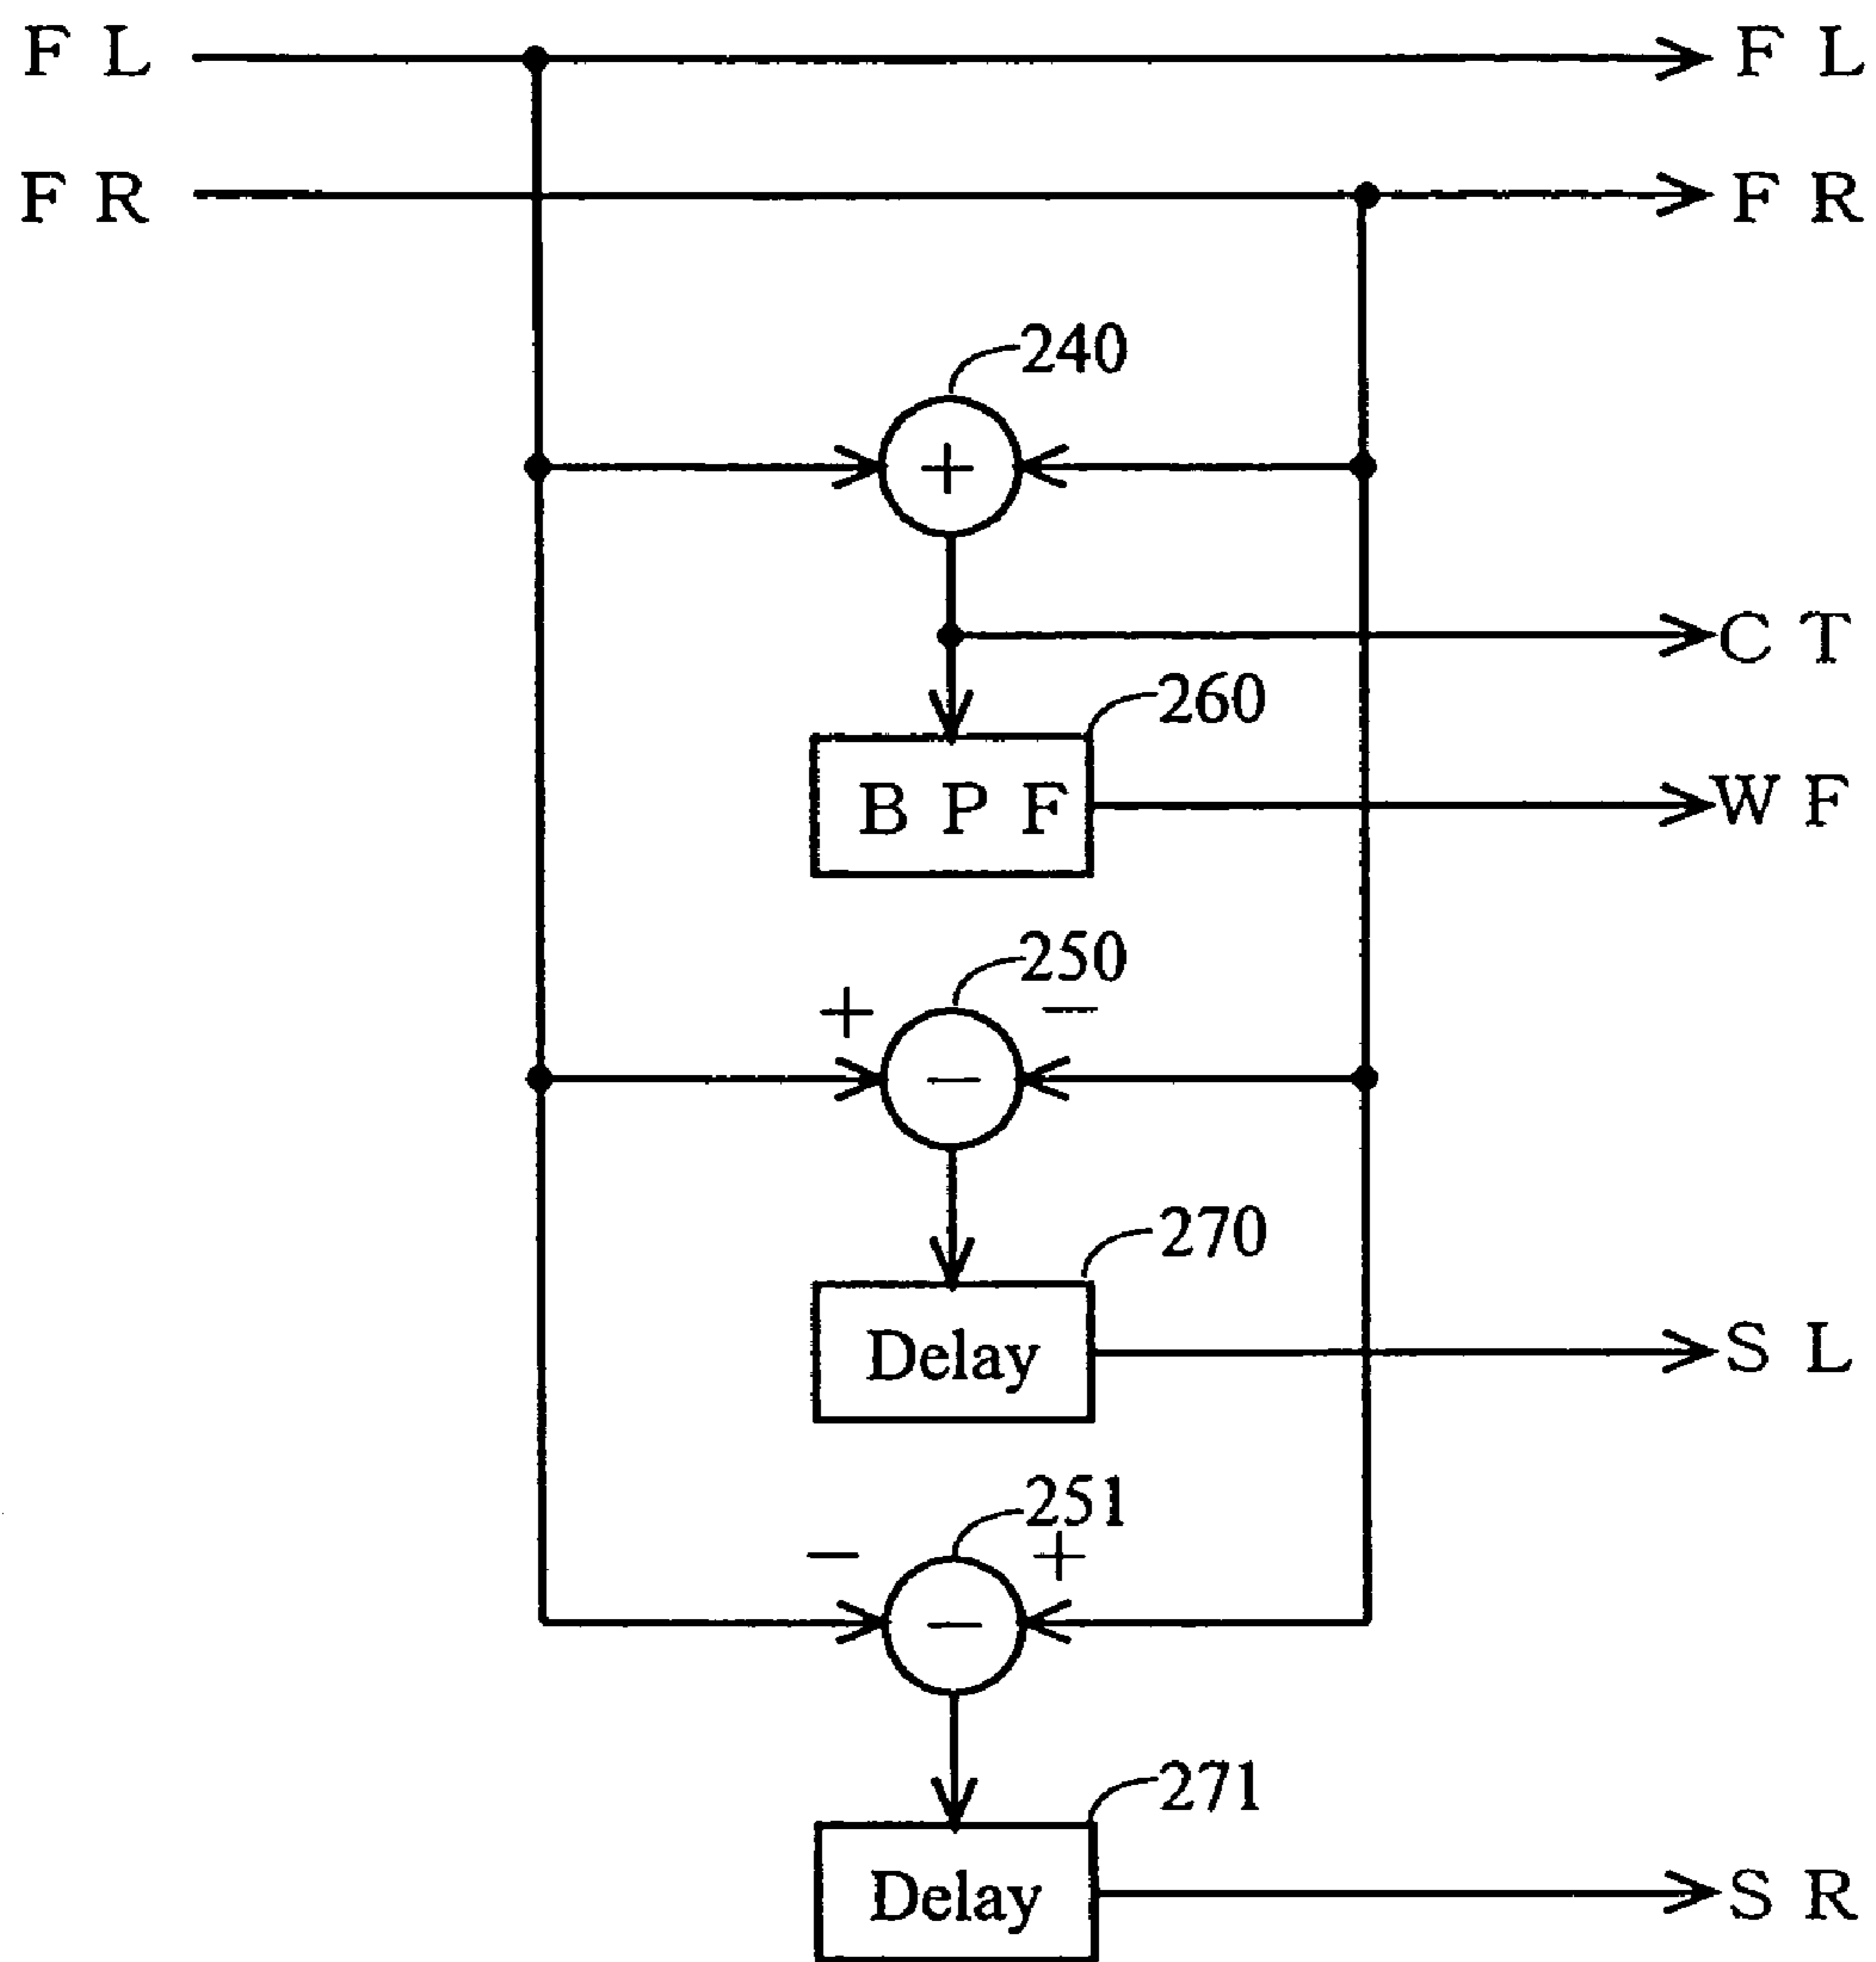 F L F L
F R F R
240
+
C T
260
B P F W F
250
+ −
−
270
Delay S L
251
− +
−
271
Delay S R